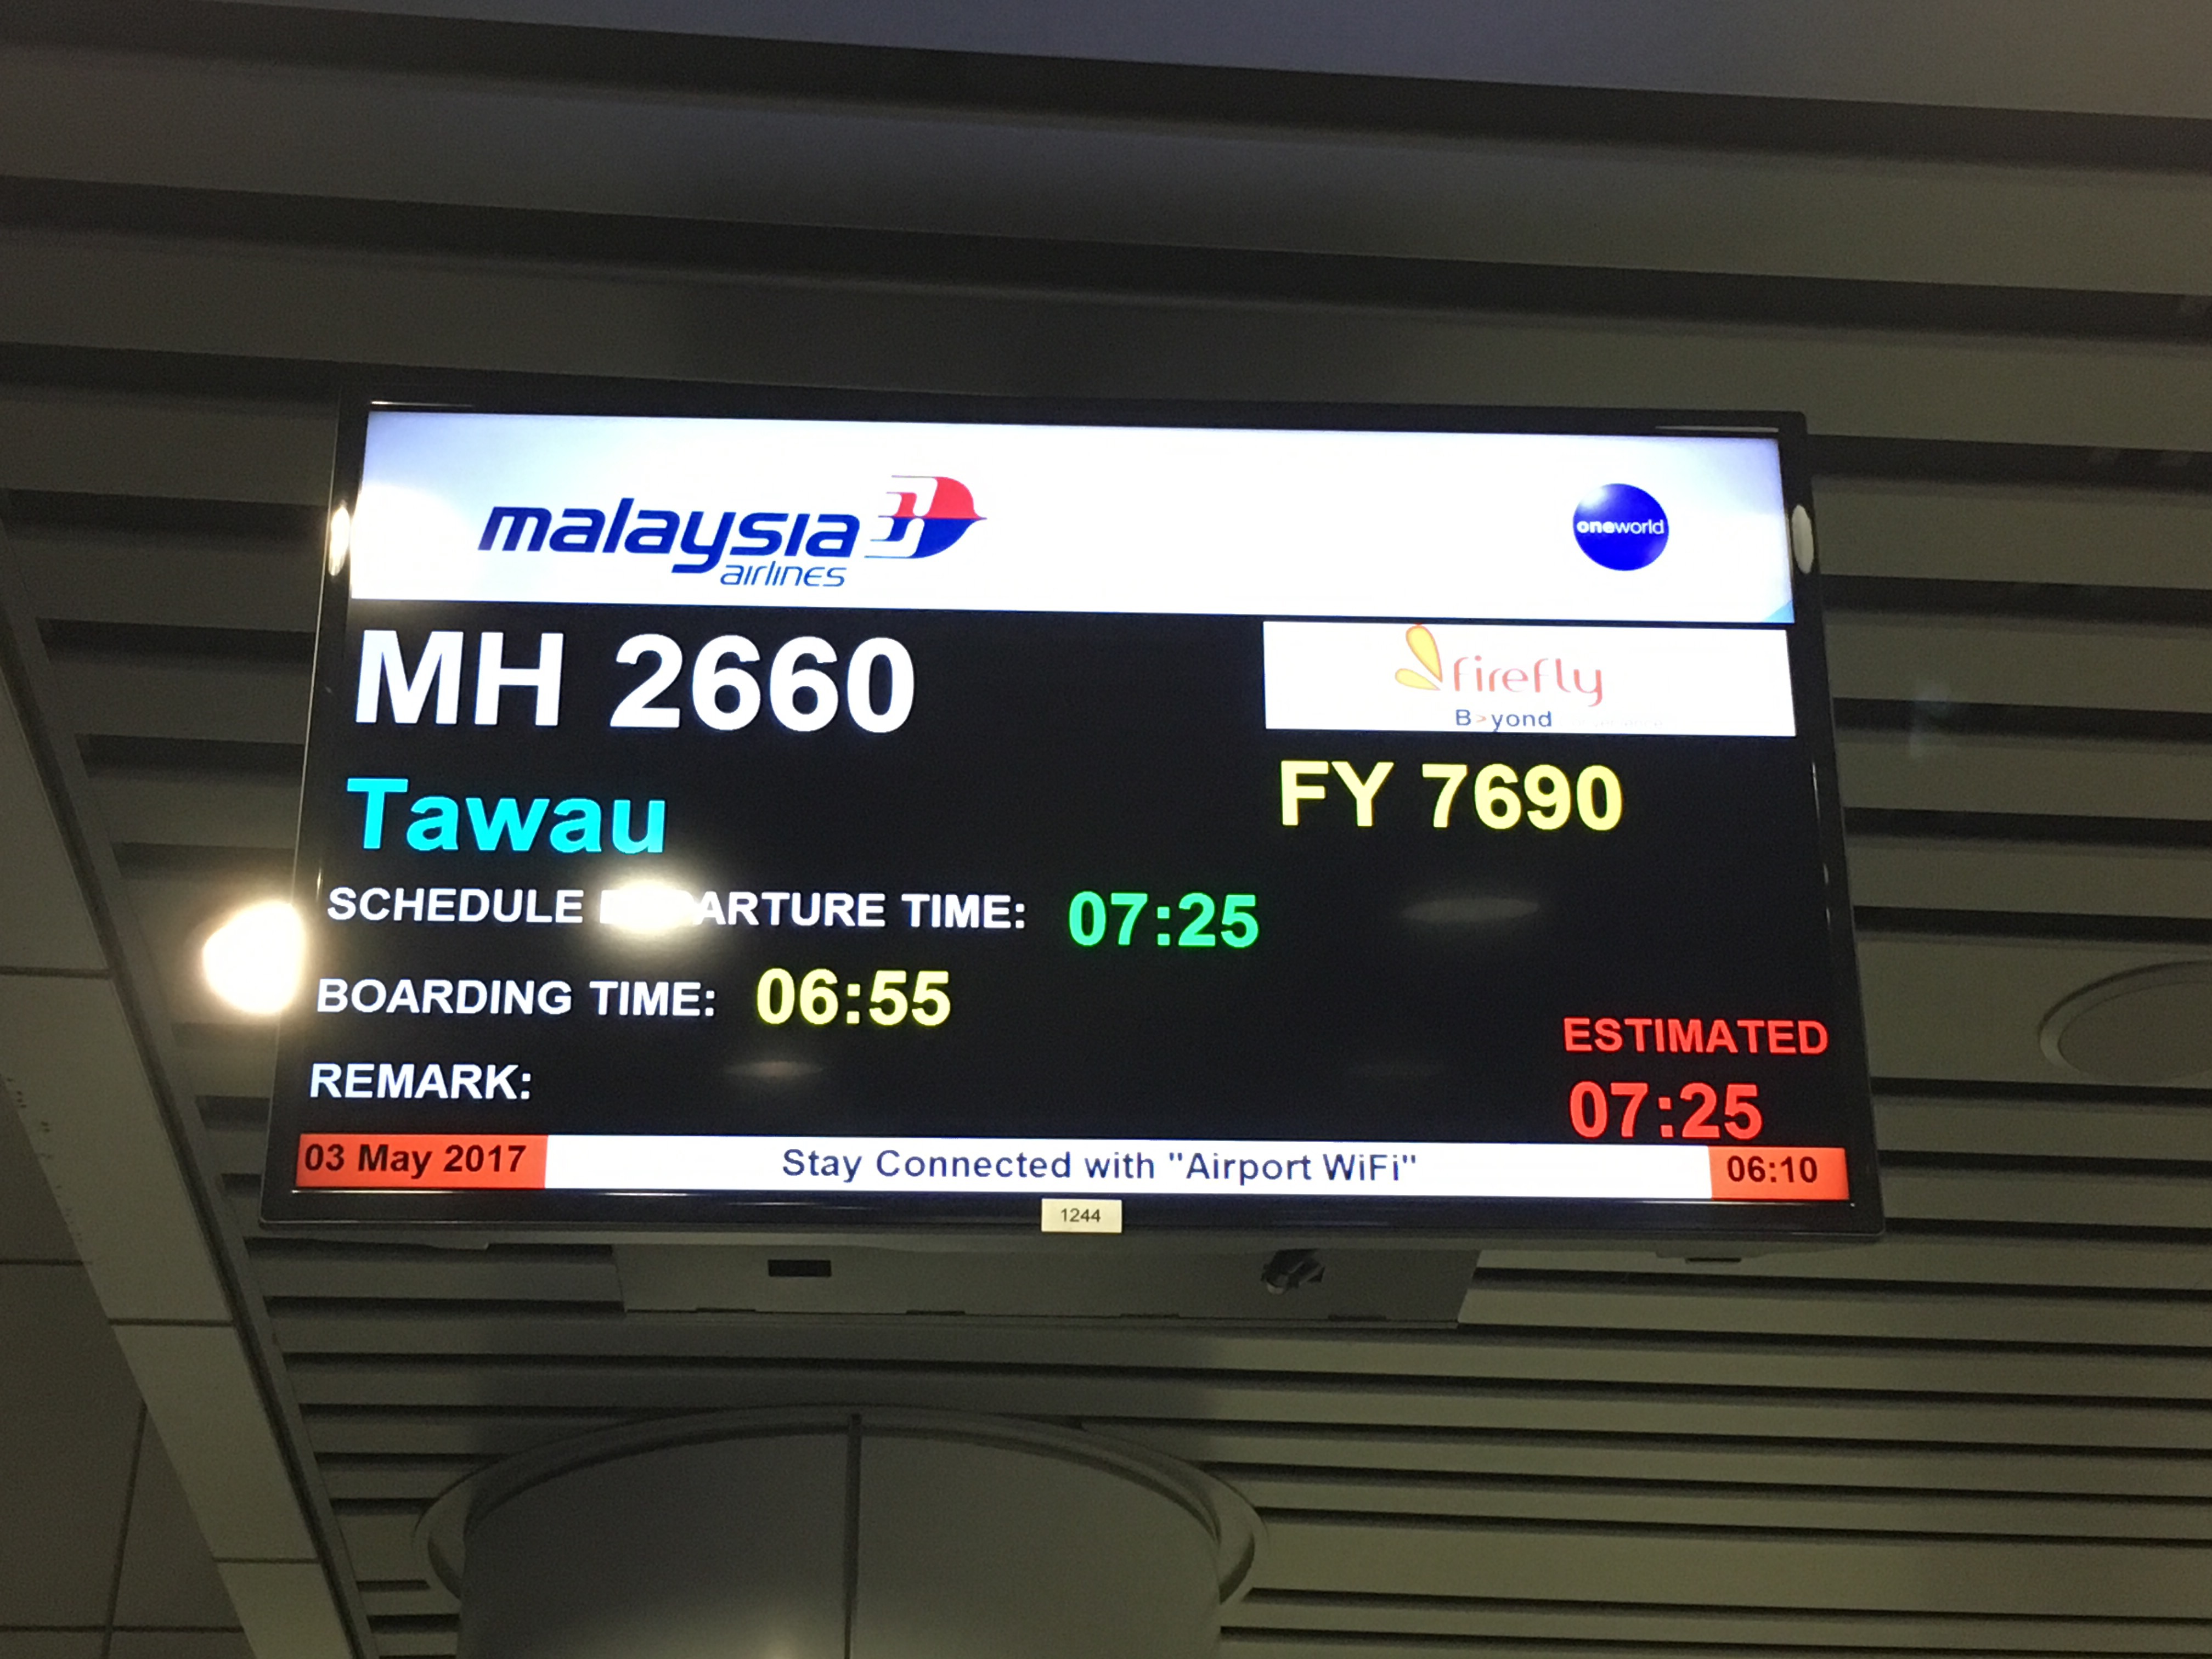 malaysia
airlines
oneworld
MH 2660
firefly
B>yond
Tawau
FY 7690
SCHEDULE ARTURE TIME: 07:25
BOARDING TIME: 06:55
ESTIMATED
REMARK:
07:25
03 May 2017
Stay Connected with "Airport WiFi"
06:10
1244